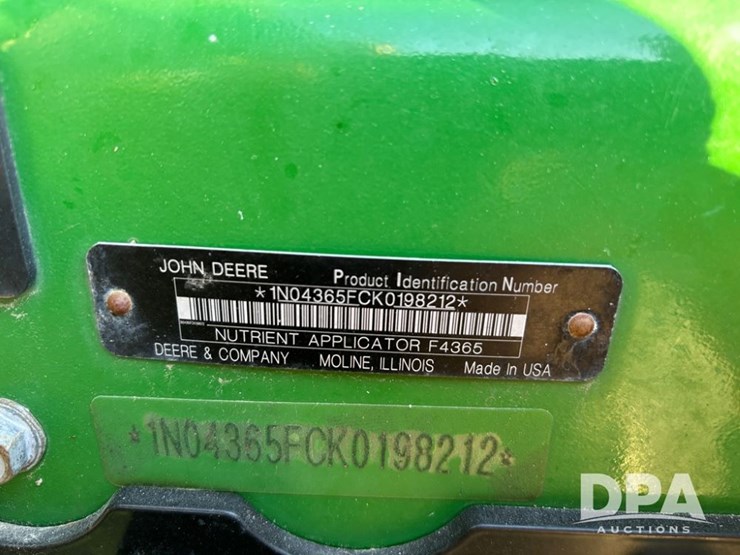 JOHN DEERE Product Identification Number
*1N04365FCK0198212*
NUTRIENT APPLICATOR F4365
DEERE & COMPANY MOLINE, ILLINOIS Made In USA
*1N04365FCK0198212*
DPA
AUCTIONS